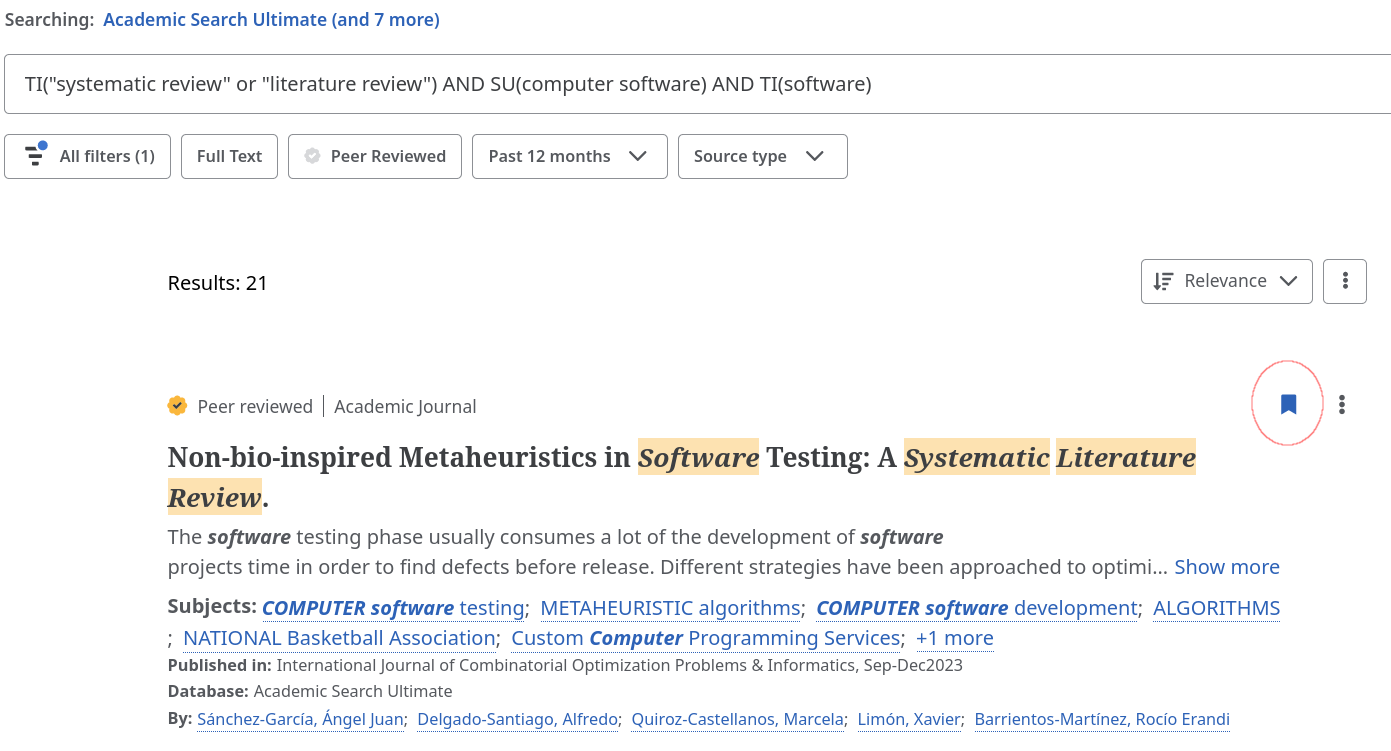 Searching: Academic Search Ultimate (and 7 more)
TI("systematic review" or "literature review") AND SU(computer software) AND TI(software)
All filters (1) Full Text Peer Reviewed Past 12 months Source type
Results: 21 Relevance
Peer reviewed Academic Journal
Non-bio-inspired Metaheuristics in Software Testing: A Systematic Literature
Review.
The software testing phase usually consumes a lot of the development of software
projects time in order to find defects before release. Different strategies have been approached to optimi... Show more
Subjects: COMPUTER software testing; METAHEURISTIC algorithms; COMPUTER software development; ALGORITHMS
; NATIONAL Basketball Association; Custom Computer Programming Services; +1 more
Published in: International Journal of Combinatorial Optimization Problems & Informatics, Sep-Dec2023
Database: Academic Search Ultimate
By: Sánchez-García, Ángel Juan; Delgado-Santiago, Alfredo; Quiroz-Castellanos, Marcela; Limón, Xavier; Barrientos-Martínez, Rocío Erandi